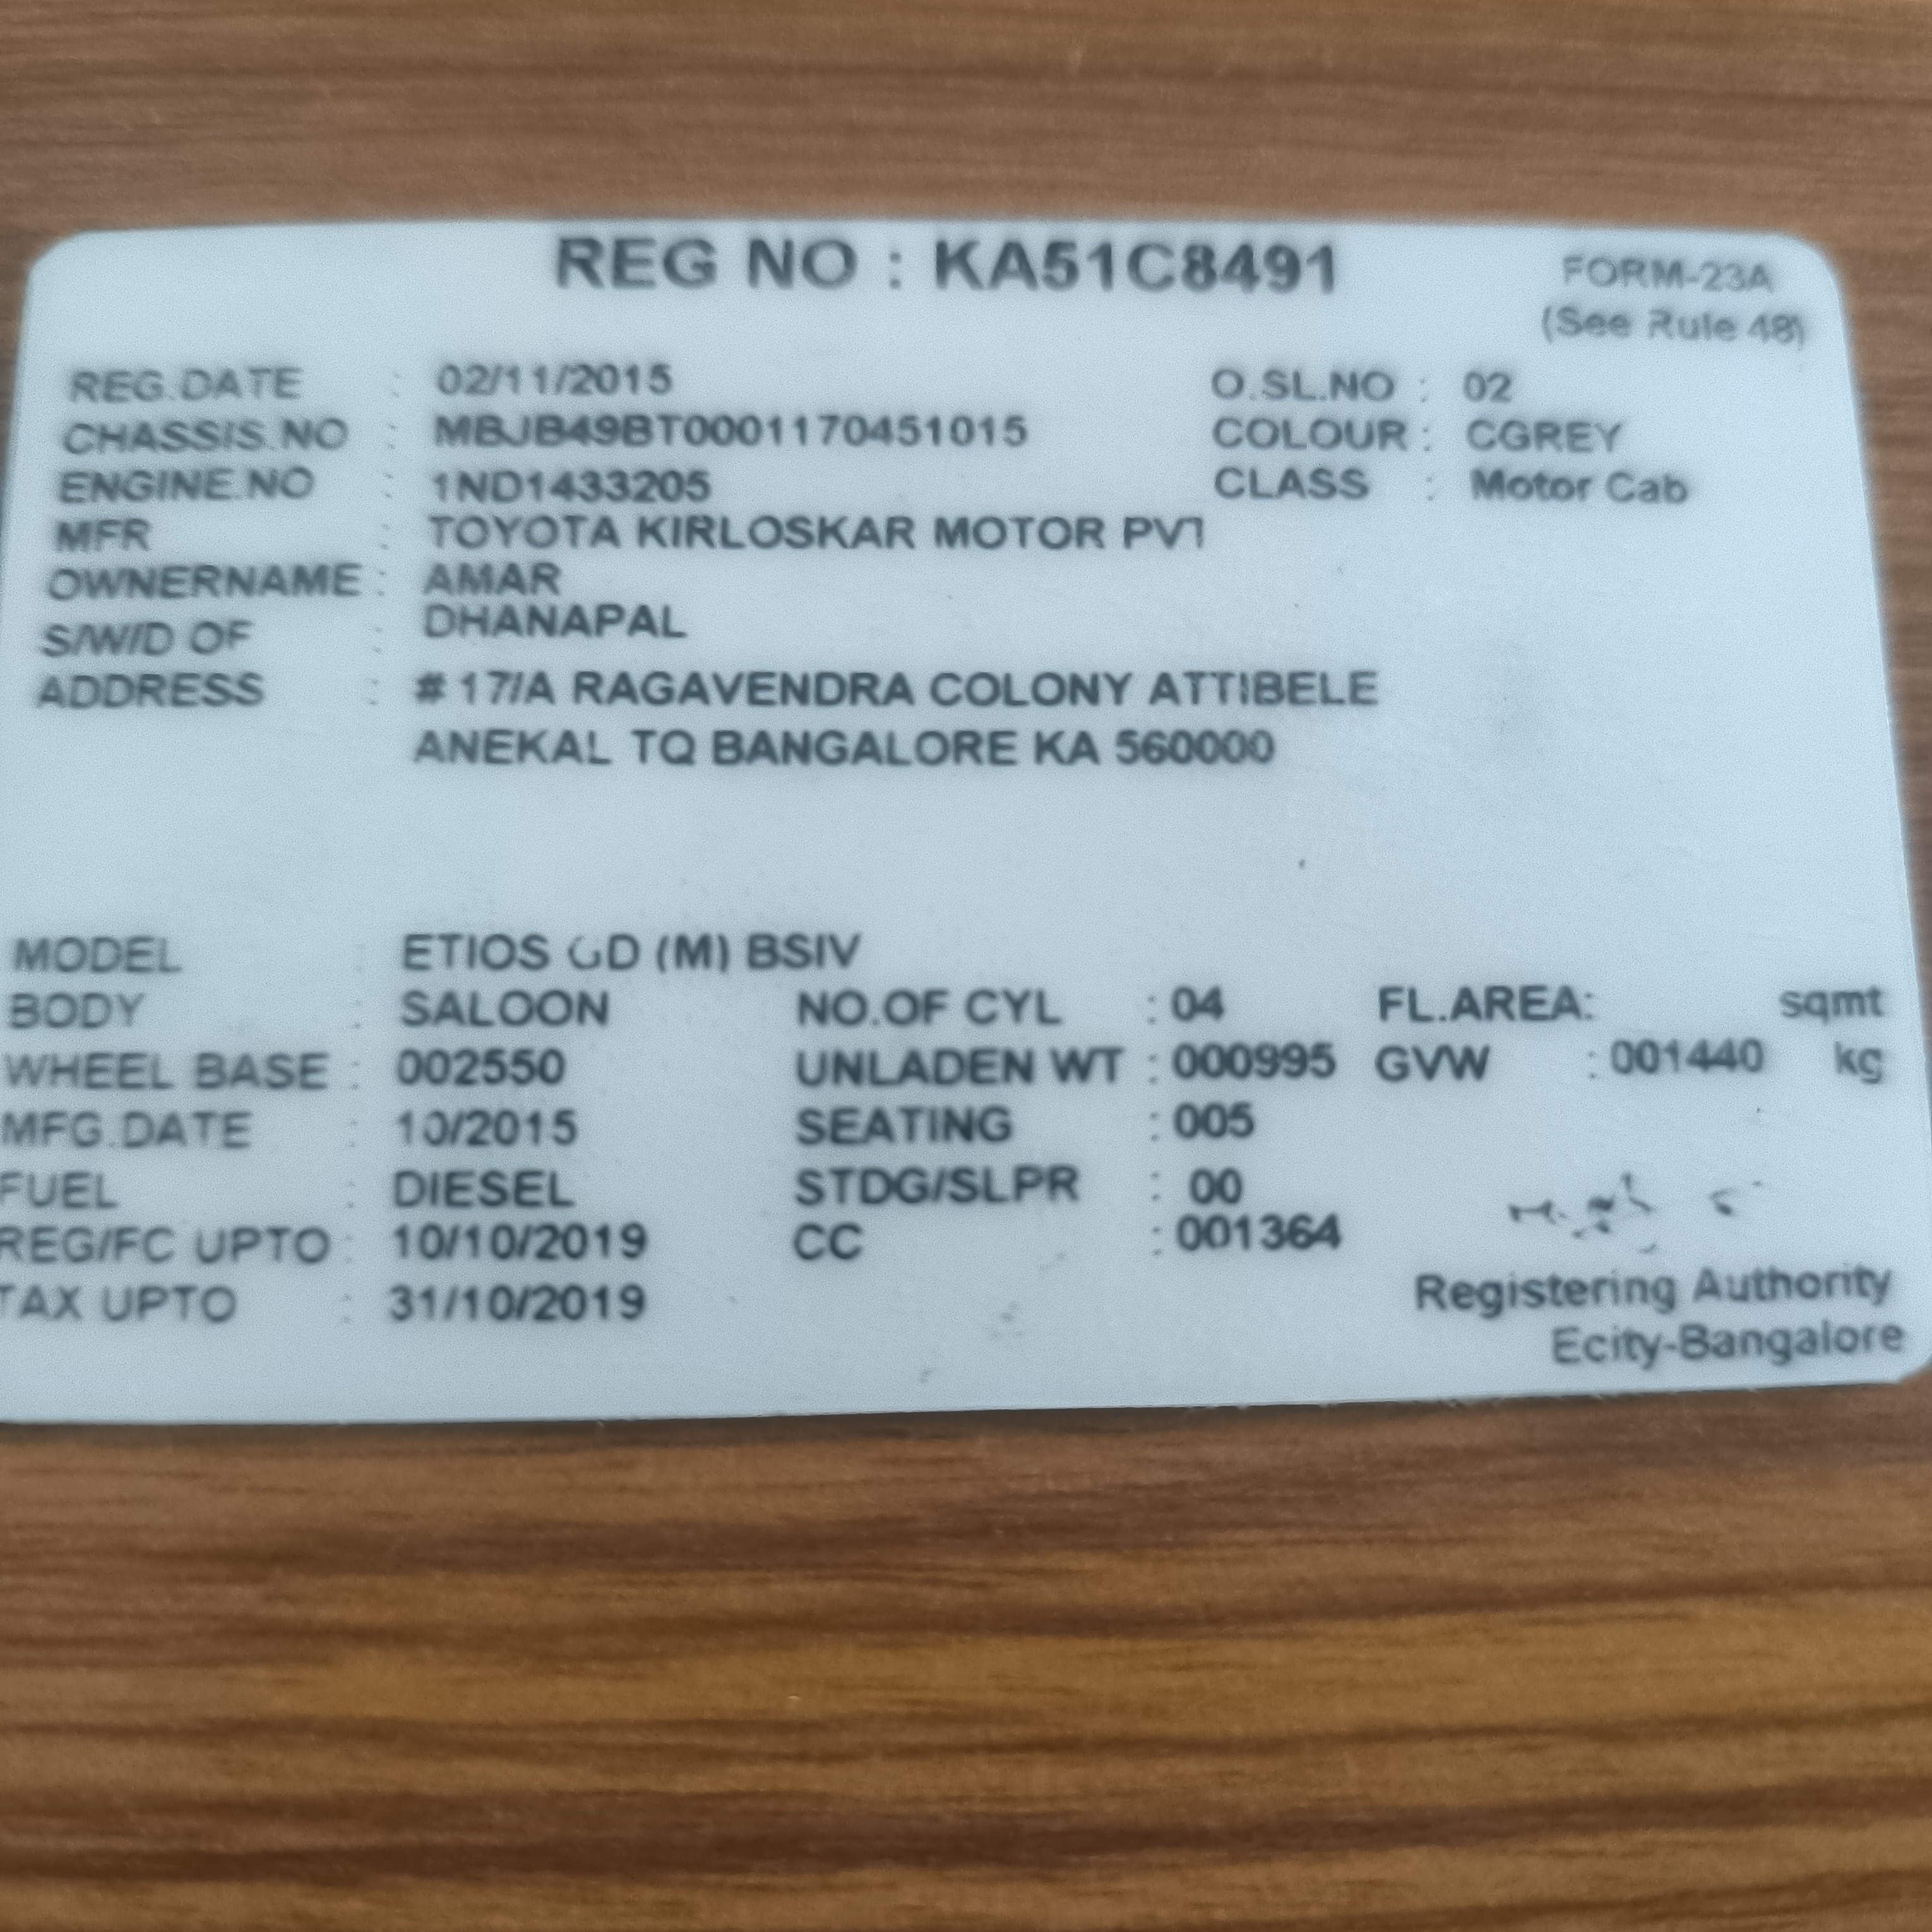 REG NO : KA51C8491
FORM-23A
(See Rule 48)
REG.DATE : 02/11/2015 O.SL.NO : 02
CHASSIS.NO : MBJB49BT0001170451015 COLOUR : CGREY
ENGINE.NO : 1ND1433205 CLASS : Motor Cab
MFR : TOYOTA KIRLOSKAR MOTOR PVT
OWNERNAME : AMAR
S/W/D OF : DHANAPAL
ADDRESS : # 17/A RAGAVENDRA COLONY ATTIBELE
ANEKAL TQ BANGALORE KA 560000
MODEL : ETIOS GD (M) BSIV
BODY : SALOON NO.OF CYL : 04 FL.AREA: sqmt
WHEEL BASE : 002550 UNLADEN WT : 000995 GVW : 001440 kg
MFG.DATE : 10/2015 SEATING : 005
FUEL : DIESEL STDG/SLPR : 00
REG/FC UPTO : 10/10/2019 CC : 001364
TAX UPTO : 31/10/2019
Registering Authority
Ecity-Bangalore